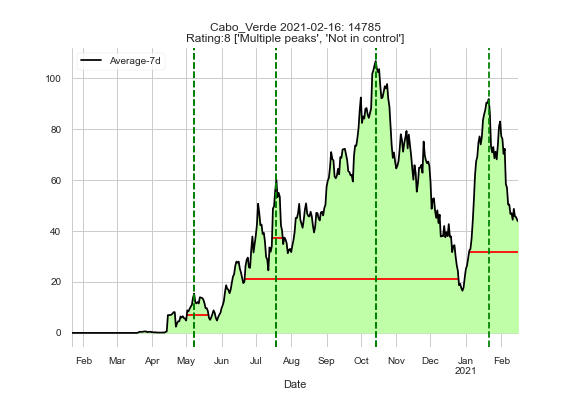 Cabo_Verde 2021-02-16: 14785
Rating:8 ['Multiple peaks', 'Not in control']
Average-7d
100
80
60
40
20
0
Feb Mar Apr May Jun Jul Aug Sep Oct Nov Dec Jan Feb
2021
Date